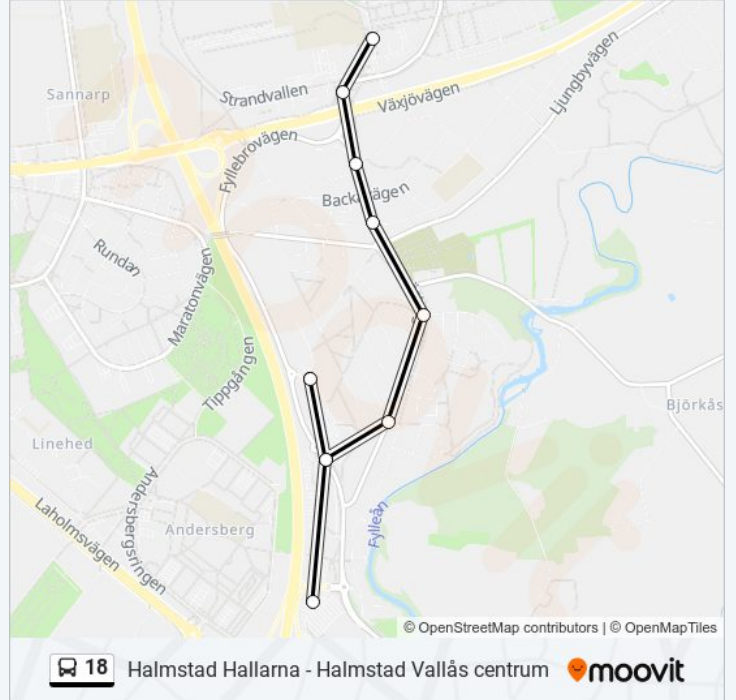 Sannarp
Strandvallen
Växjövägen
Ljungbyvägen
Fyllebrovägen
Rundan
Maratonvägen
Tippgången
Björkås
Linehed
Andersbergsringen
Laholmsvägen
Andersberg
Fylleån
© OpenStreetMap contributors | © OpenMapTiles
18 Halmstad Hallarna - Halmstad Vallås centrum moovit